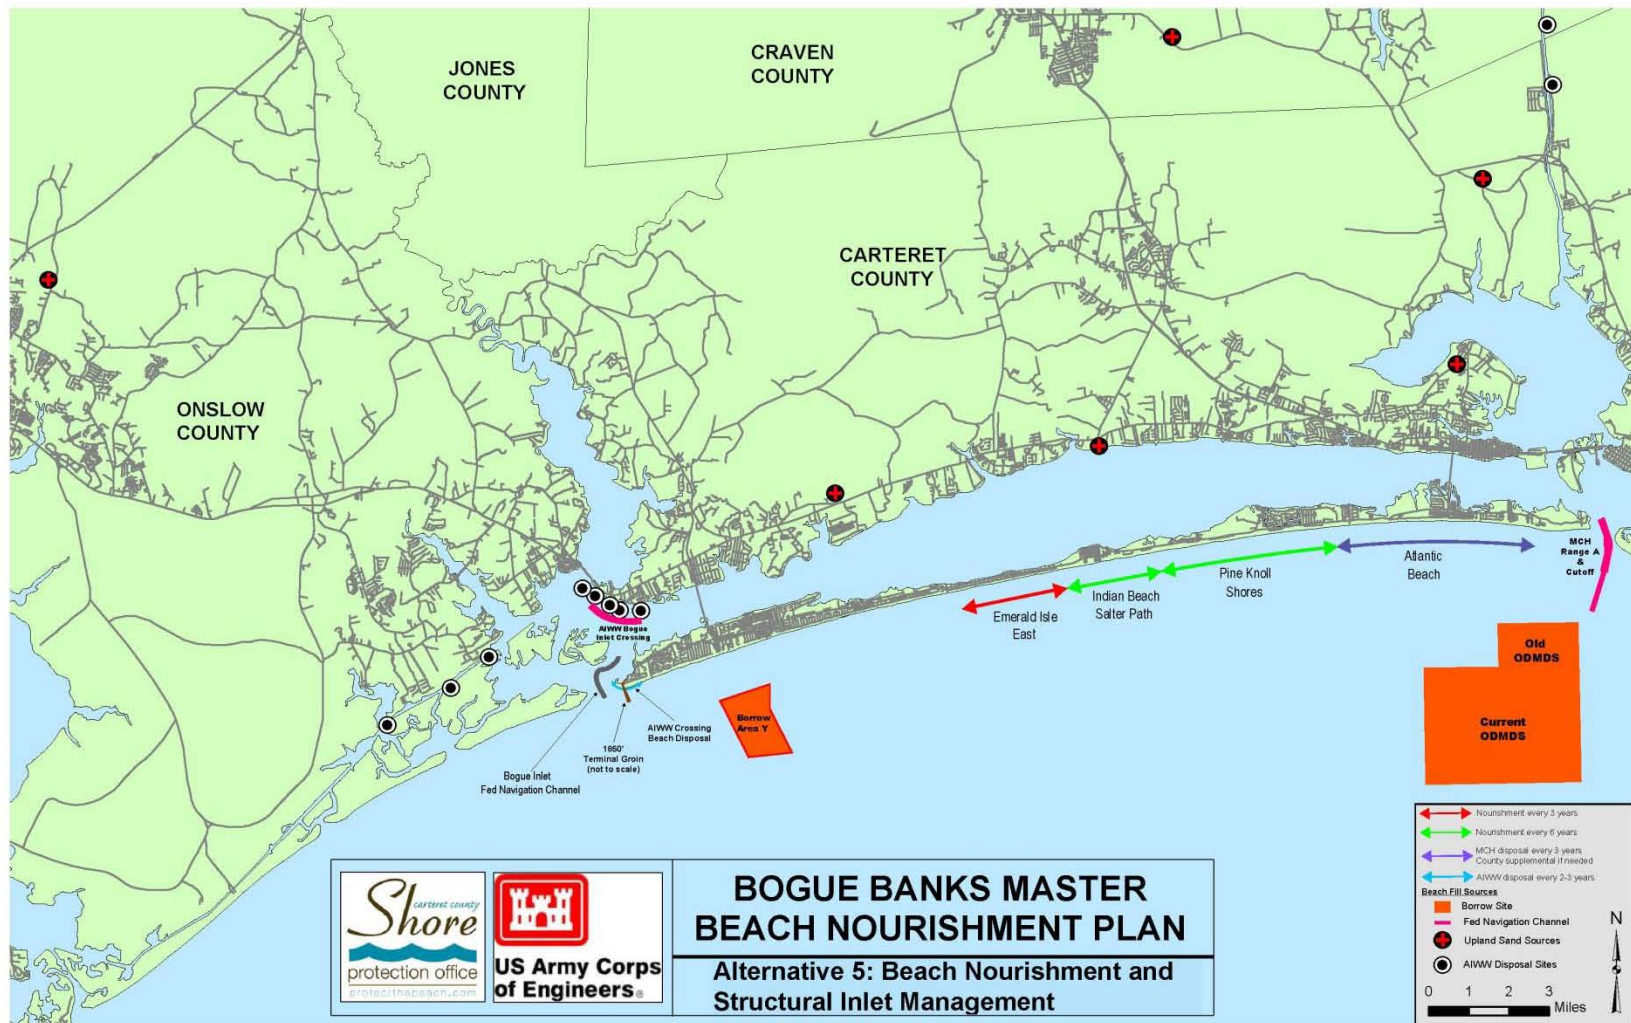 CRAVEN
COUNTY
JONES
COUNTY
CARTERET
COUNTY
ONSLOW
COUNTY
MCH
Range A
&
Cutoff
Atlantic
Beach
Pine Knoll
Shores
Indian Beach
Salter Path
Emerald Isle
East
AIWW Bogue
Inlet Crossing
Old
ODMDS
Current
ODMDS
Borrow
Area Y
AIWW Crossing
Beach Disposal
1850'
Terminal Groin
(not to scale)
Bogue Inlet
Fed Navigation Channel
Nourishment every 3 years
Nourishment every 6 years
MCH disposal every 3 years
County supplemental if needed
AIWW disposal every 2-3 years
Beach Fill Sources
Borrow Site
Fed Navigation Channel
Upland Sand Sources
AIWW Disposal Sites
N
0 1 2 3
Miles
carteret county
Shore
protection office
protectthebeach.com
US Army Corps
of Engineers®
BOGUE BANKS MASTER
BEACH NOURISHMENT PLAN
Alternative 5: Beach Nourishment and
Structural Inlet Management